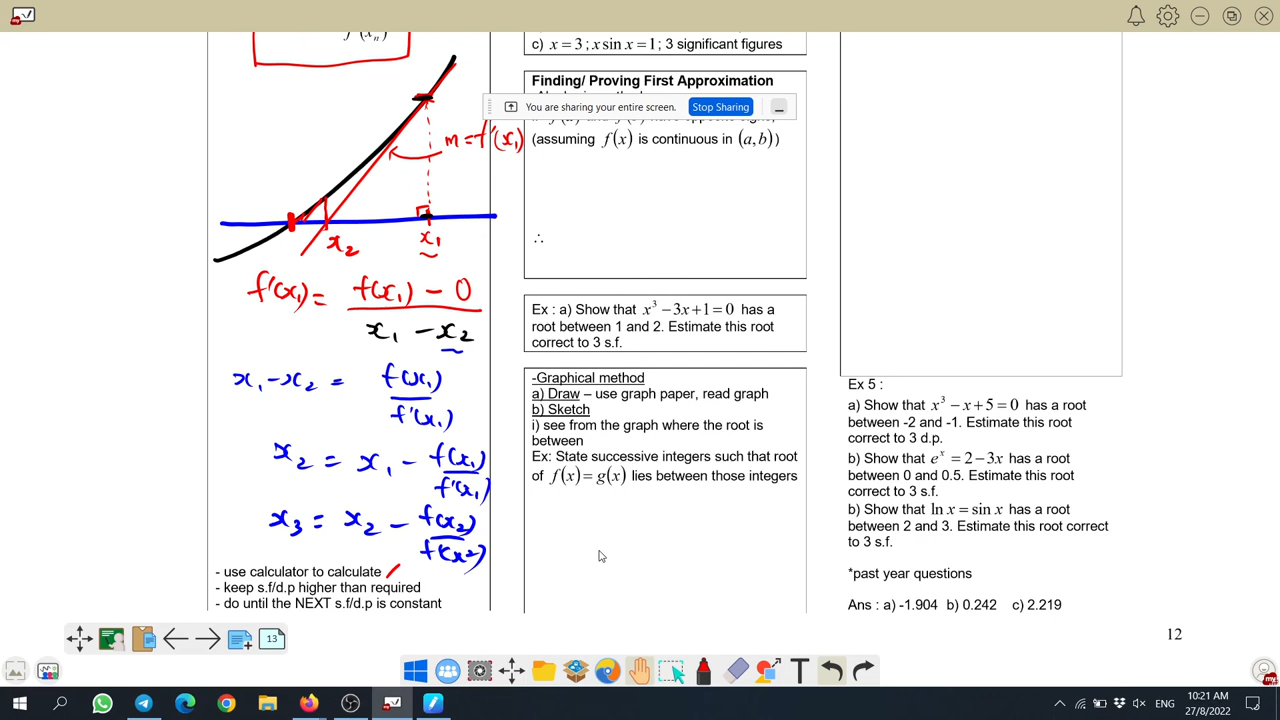 f'(xₙ)
m = f'(x₁)
x₂
x₁
f'(x₁) = f(x₁) − 0 / x₁ − x₂
x₁ − x₂ = f(x₁) / f'(x₁)
x₂ = x₁ − f(x₁) / f'(x₁)
x₃ = x₂ − f(x₂) / f'(x₂)
- use calculator to calculate
- keep s.f/d.p higher than required
- do until the NEXT s.f/d.p is constant
c) x = 3 ; x sin x = 1 ; 3 significant figures
Finding/ Proving First Approximation
You are sharing your entire screen.
Stop Sharing
(assuming f(x) is continuous in (a,b))
∴
Ex : a) Show that x³ − 3x + 1 = 0 has a
root between 1 and 2. Estimate this root
correct to 3 s.f.
-Graphical method
a) Draw – use graph paper, read graph
b) Sketch
i) see from the graph where the root is
between
Ex: State successive integers such that root
of f(x) = g(x) lies between those integers
Ex 5 :
a) Show that x³ − x + 5 = 0 has a root
between -2 and -1. Estimate this root
correct to 3 d.p.
b) Show that eˣ = 2 − 3x has a root
between 0 and 0.5. Estimate this root
correct to 3 s.f.
b) Show that ln x = sin x has a root
between 2 and 3. Estimate this root correct
to 3 s.f.
*past year questions
Ans : a) -1.904 b) 0.242 c) 2.219
12
13
T
10:21 AM
ENG
27/8/2022